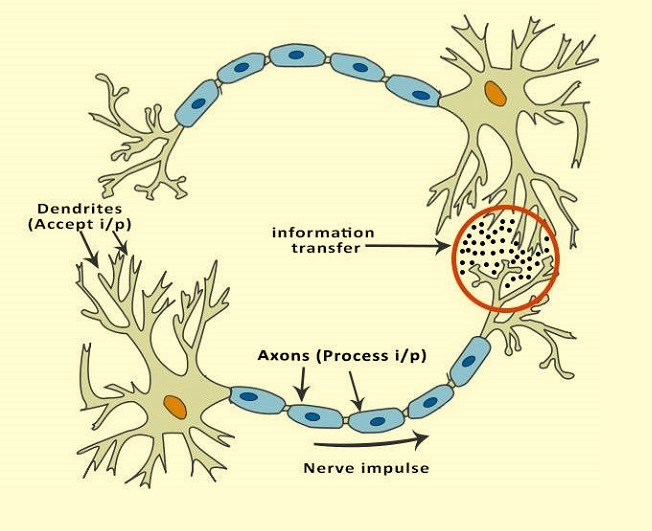 Dendrites
(Accept i/p)
information
transfer
Axons (Process i/p)
Nerve impulse